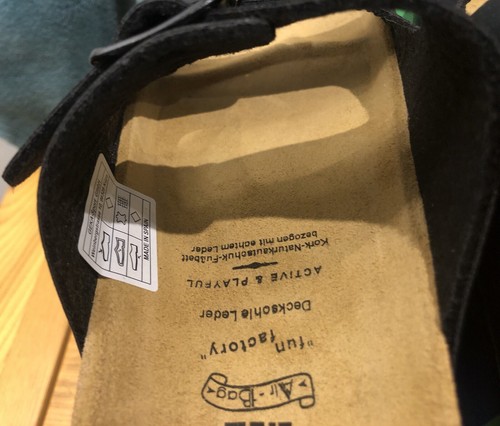 Air-Bag
"fun
factory"
Decksohle Leder
ACTIVE & PLAYFUL
Kork-Naturkautschuk-Fußbett
bezogen mit echtem Leder
MADE IN SPAIN